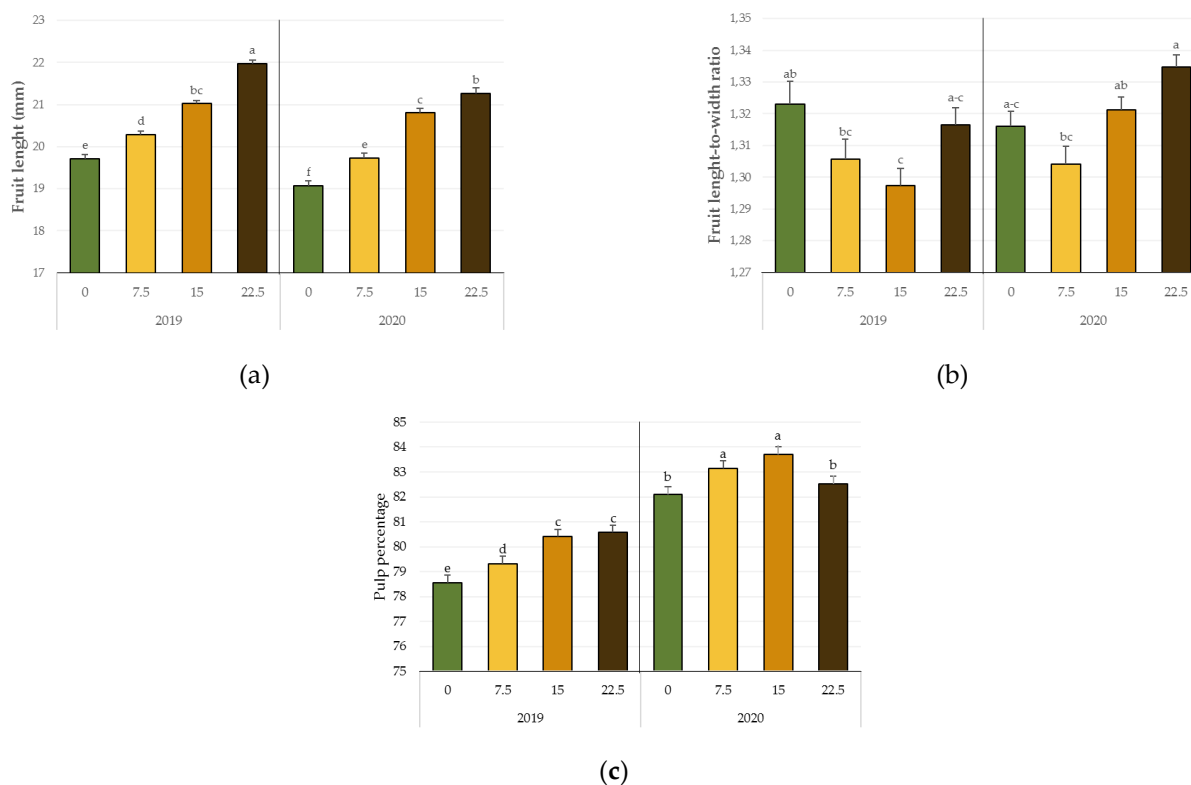 23
22
21
20
19
18
17
Fruit lenght (mm)
e
d
bc
a
f
e
c
b
0 7.5 15 22.5 0 7.5 15 22.5
2019 2020
(a)
1,35
1,34
1,33
1,32
1,31
1,30
1,29
1,28
1,27
Fruit lenght-to-width ratio
ab
bc
c
a-c
a-c
bc
ab
a
0 7.5 15 22.5 0 7.5 15 22.5
2019 2020
(b)
85
84
83
82
81
80
79
78
77
76
75
Pulp percentage
e
d
c
c
b
a
a
b
0 7.5 15 22.5 0 7.5 15 22.5
2019 2020
(c)